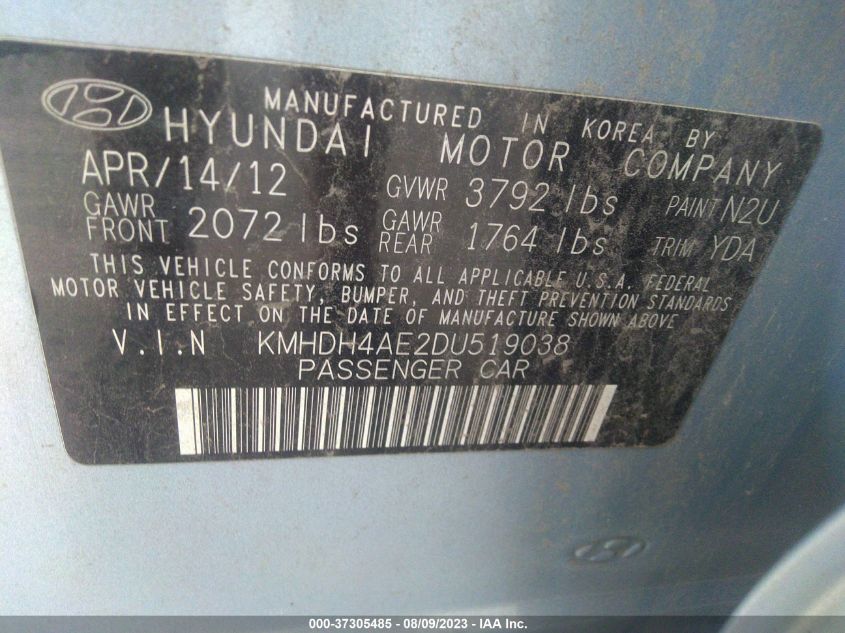 MANUFACTURED IN KOREA BY
HYUNDAI MOTOR COMPANY
APR/14/12 GVWR 3792 lbs PAINT N2U
GAWR FRONT 2072 lbs GAWR REAR 1764 lbs TRIM YDA
THIS VEHICLE CONFORMS TO ALL APPLICABLE U.S.A. FEDERAL
MOTOR VEHICLE SAFETY, BUMPER, AND THEFT PREVENTION STANDARDS
IN EFFECT ON THE DATE OF MANUFACTURE SHOWN ABOVE
V.I.N KMHDH4AE2DU519038
PASSENGER CAR
000-37305485 - 08/09/2023 - IAA Inc.